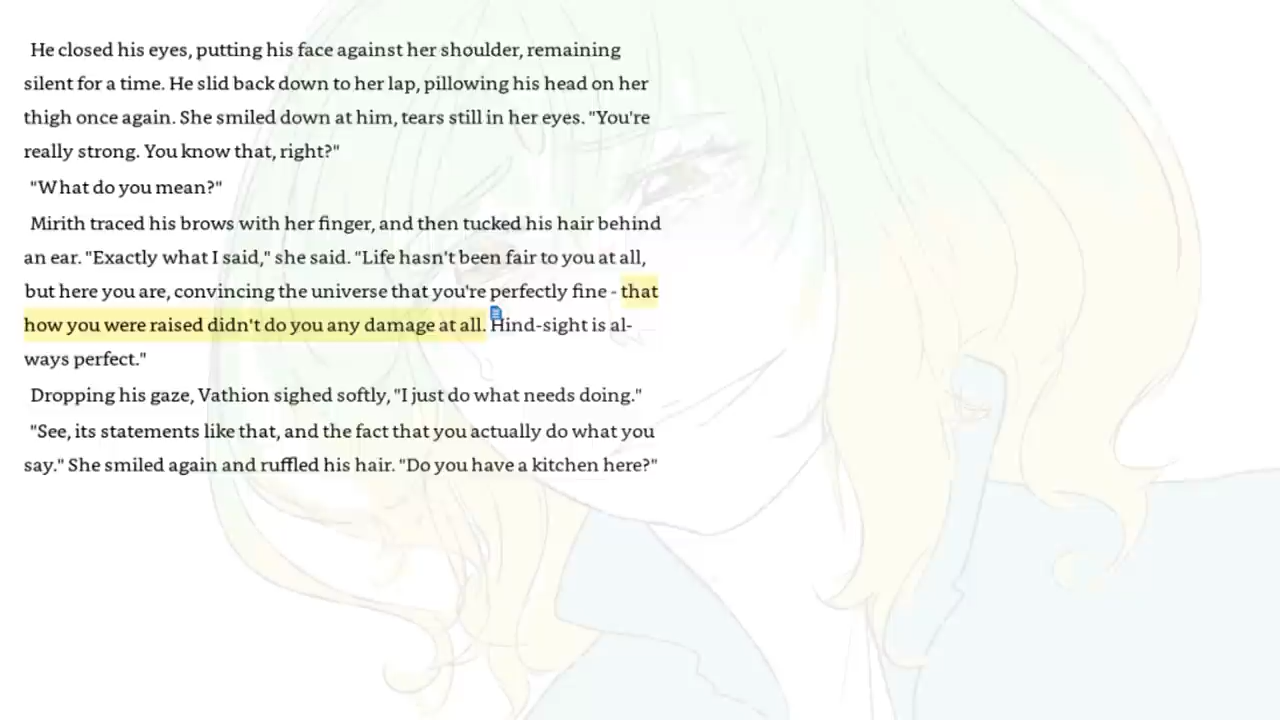 He closed his eyes, putting his face against her shoulder, remaining
silent for a time. He slid back down to her lap, pillowing his head on her
thigh once again. She smiled down at him, tears still in her eyes. "You're
really strong. You know that, right?"
"What do you mean?"
Mirith traced his brows with her finger, and then tucked his hair behind
an ear. "Exactly what I said," she said. "Life hasn't been fair to you at all,
but here you are, convincing the universe that you're perfectly fine - that
how you were raised didn't do you any damage at all. Hind-sight is al-
ways perfect."
Dropping his gaze, Vathion sighed softly, "I just do what needs doing."
"See, its statements like that, and the fact that you actually do what you
say." She smiled again and ruffled his hair. "Do you have a kitchen here?"